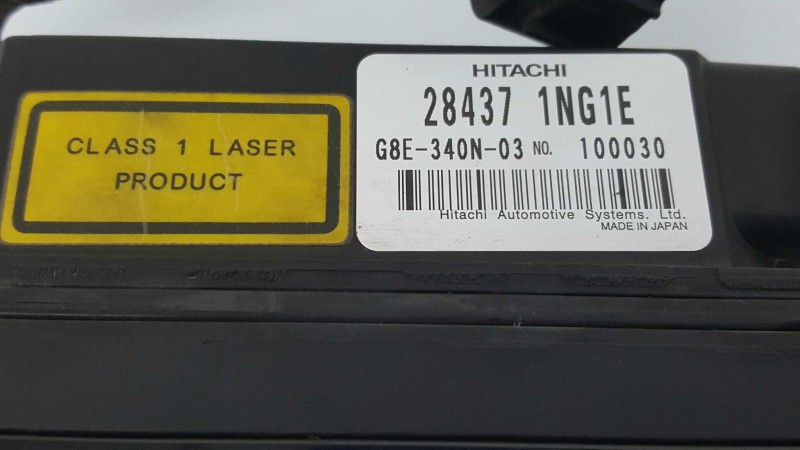 CLASS 1 LASER
PRODUCT
HITACHI
28437 1NG1E
G8E-340N-03 NO. 100030
Hitachi Automotive Systems. Ltd.
MADE IN JAPAN